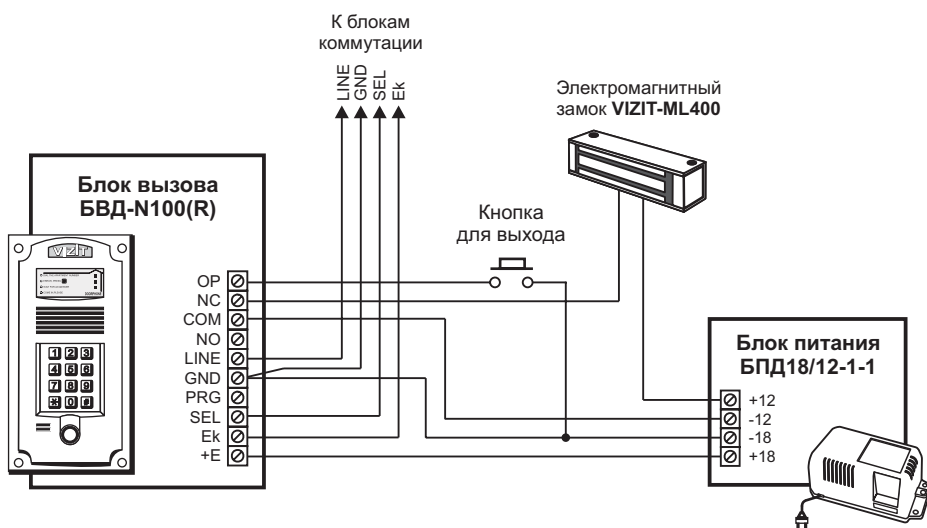 К блокам
коммутации
LINE
GND
SEL
Ek
Электромагнитный
замок VIZIT-ML400
Блок вызова
БВД-N100(R)
Кнопка
для выхода
VIZIT
OP
NC
COM
NO
LINE
GND
PRG
SEL
Ek
+E
1 2 3
4 5 6
7 8 9
* 0 #
Блок питания
БПД18/12-1-1
+12
-12
-18
+18